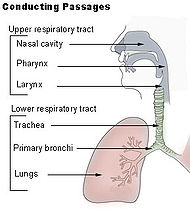 Conducting Passages
Upper respiratory tract
Nasal cavity
Pharynx
Larynx
Lower respiratory tract
Trachea
Primary bronchi
Lungs